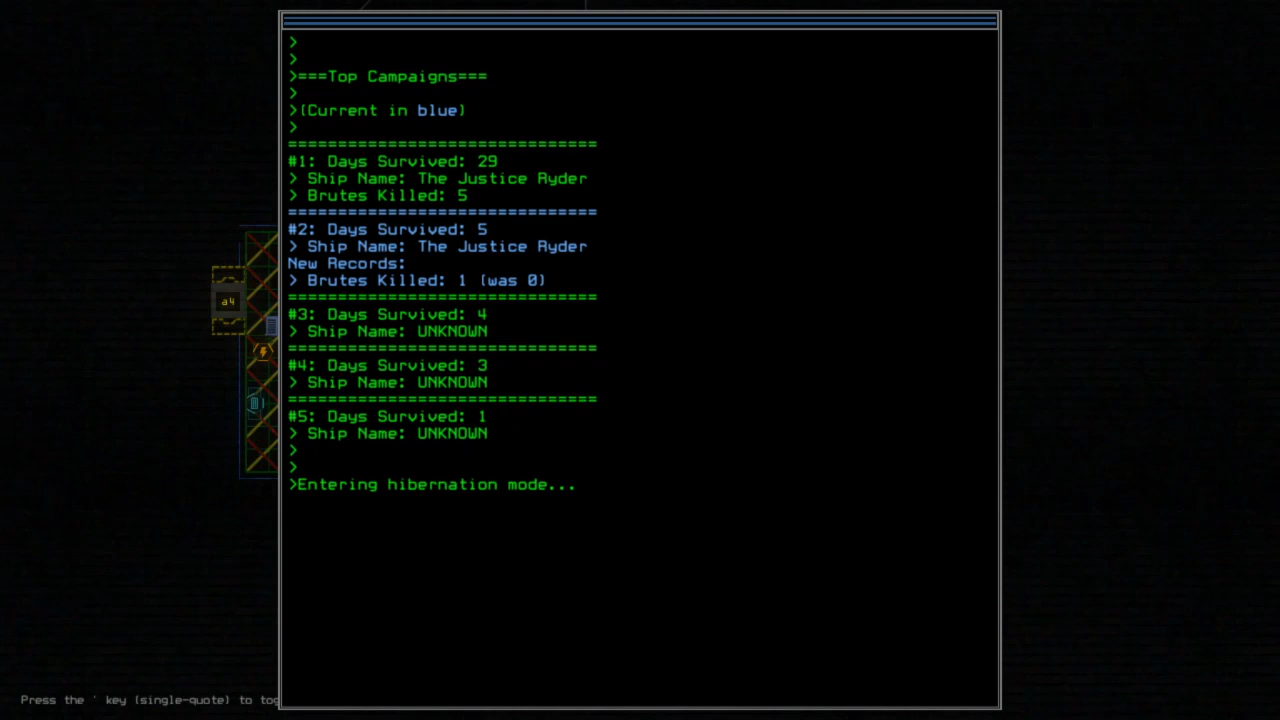 >
>
>===Top Campaigns===
>
>(Current in blue)
>
===============================
#1: Days Survived: 29
> Ship Name: The Justice Ryder
> Brutes Killed: 5
===============================
#2: Days Survived: 5
> Ship Name: The Justice Ryder
New Records:
> Brutes Killed: 1 (was 0)
===============================
#3: Days Survived: 4
> Ship Name: UNKNOWN
===============================
#4: Days Survived: 3
> Ship Name: UNKNOWN
===============================
#5: Days Survived: 1
> Ship Name: UNKNOWN
>
>
>Entering hibernation mode...
a4
Press the ' key (single-quote) to tog